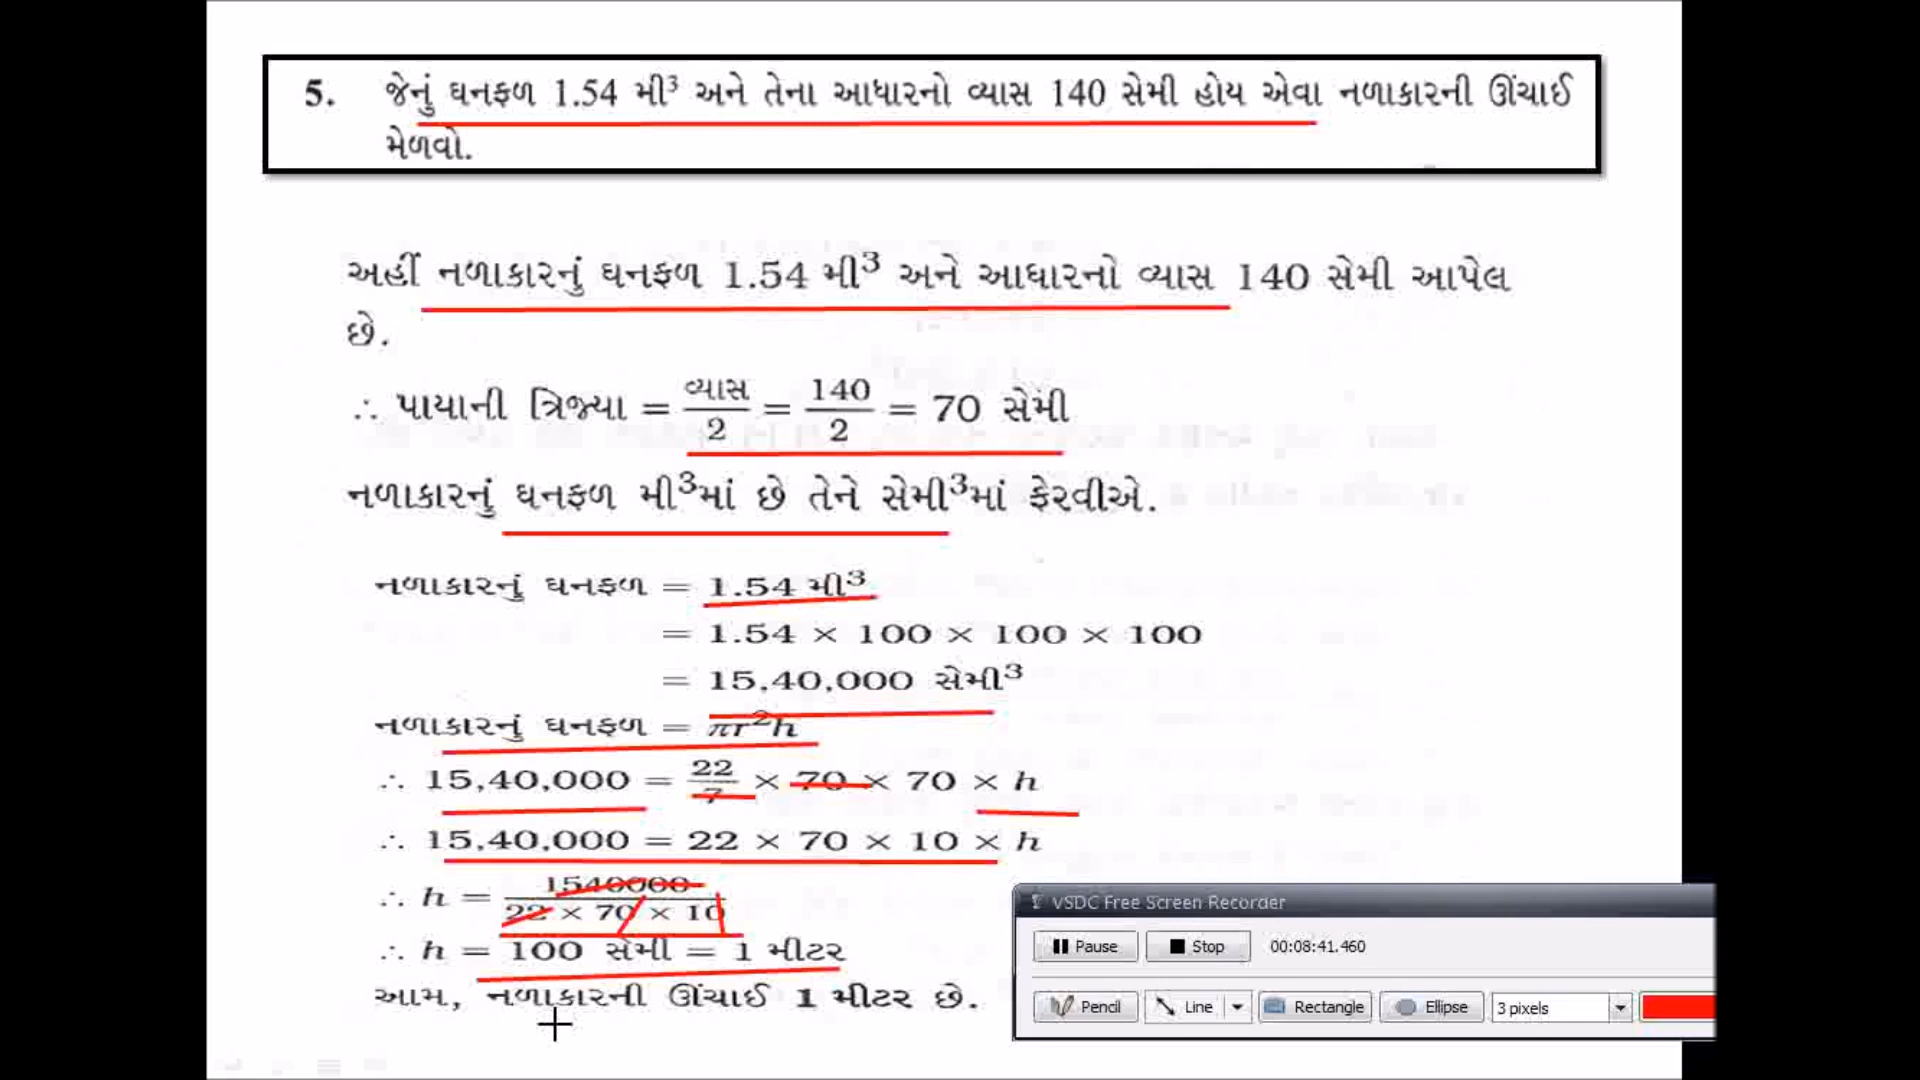 5. જેનું ઘનફળ 1.54 મી³ અને તેના આધારનો વ્યાસ 140 સેમી હોય એવા નળાકારની ઊંચાઈ
મેળવો.
અહીં નળાકારનું ઘનફળ 1.54 મી³ અને આધારનો વ્યાસ 140 સેમી આપેલ
છે.
∴ પાયાની ત્રિજ્યા = વ્યાસ/2 = 140/2 = 70 સેમી
નળાકારનું ઘનફળ મી³માં છે તેને સેમી³માં ફેરવીએ.
નળાકારનું ઘનફળ = 1.54 મી³
= 1.54 × 100 × 100 × 100
= 15,40,000 સેમી³
નળાકારનું ઘનફળ = πr²h
∴ 15,40,000 = 22/7 × 70 × 70 × h
∴ 15,40,000 = 22 × 70 × 10 × h
∴ h = 1540000/22 × 70 × 10
∴ h = 100 સેમી = 1 મીટર
આમ, નળાકારની ઊંચાઈ 1 મીટર છે.
VSDC Free Screen Recorder
Pause Stop 00:08:41.460
Pencil Line Rectangle Ellipse 3 pixels